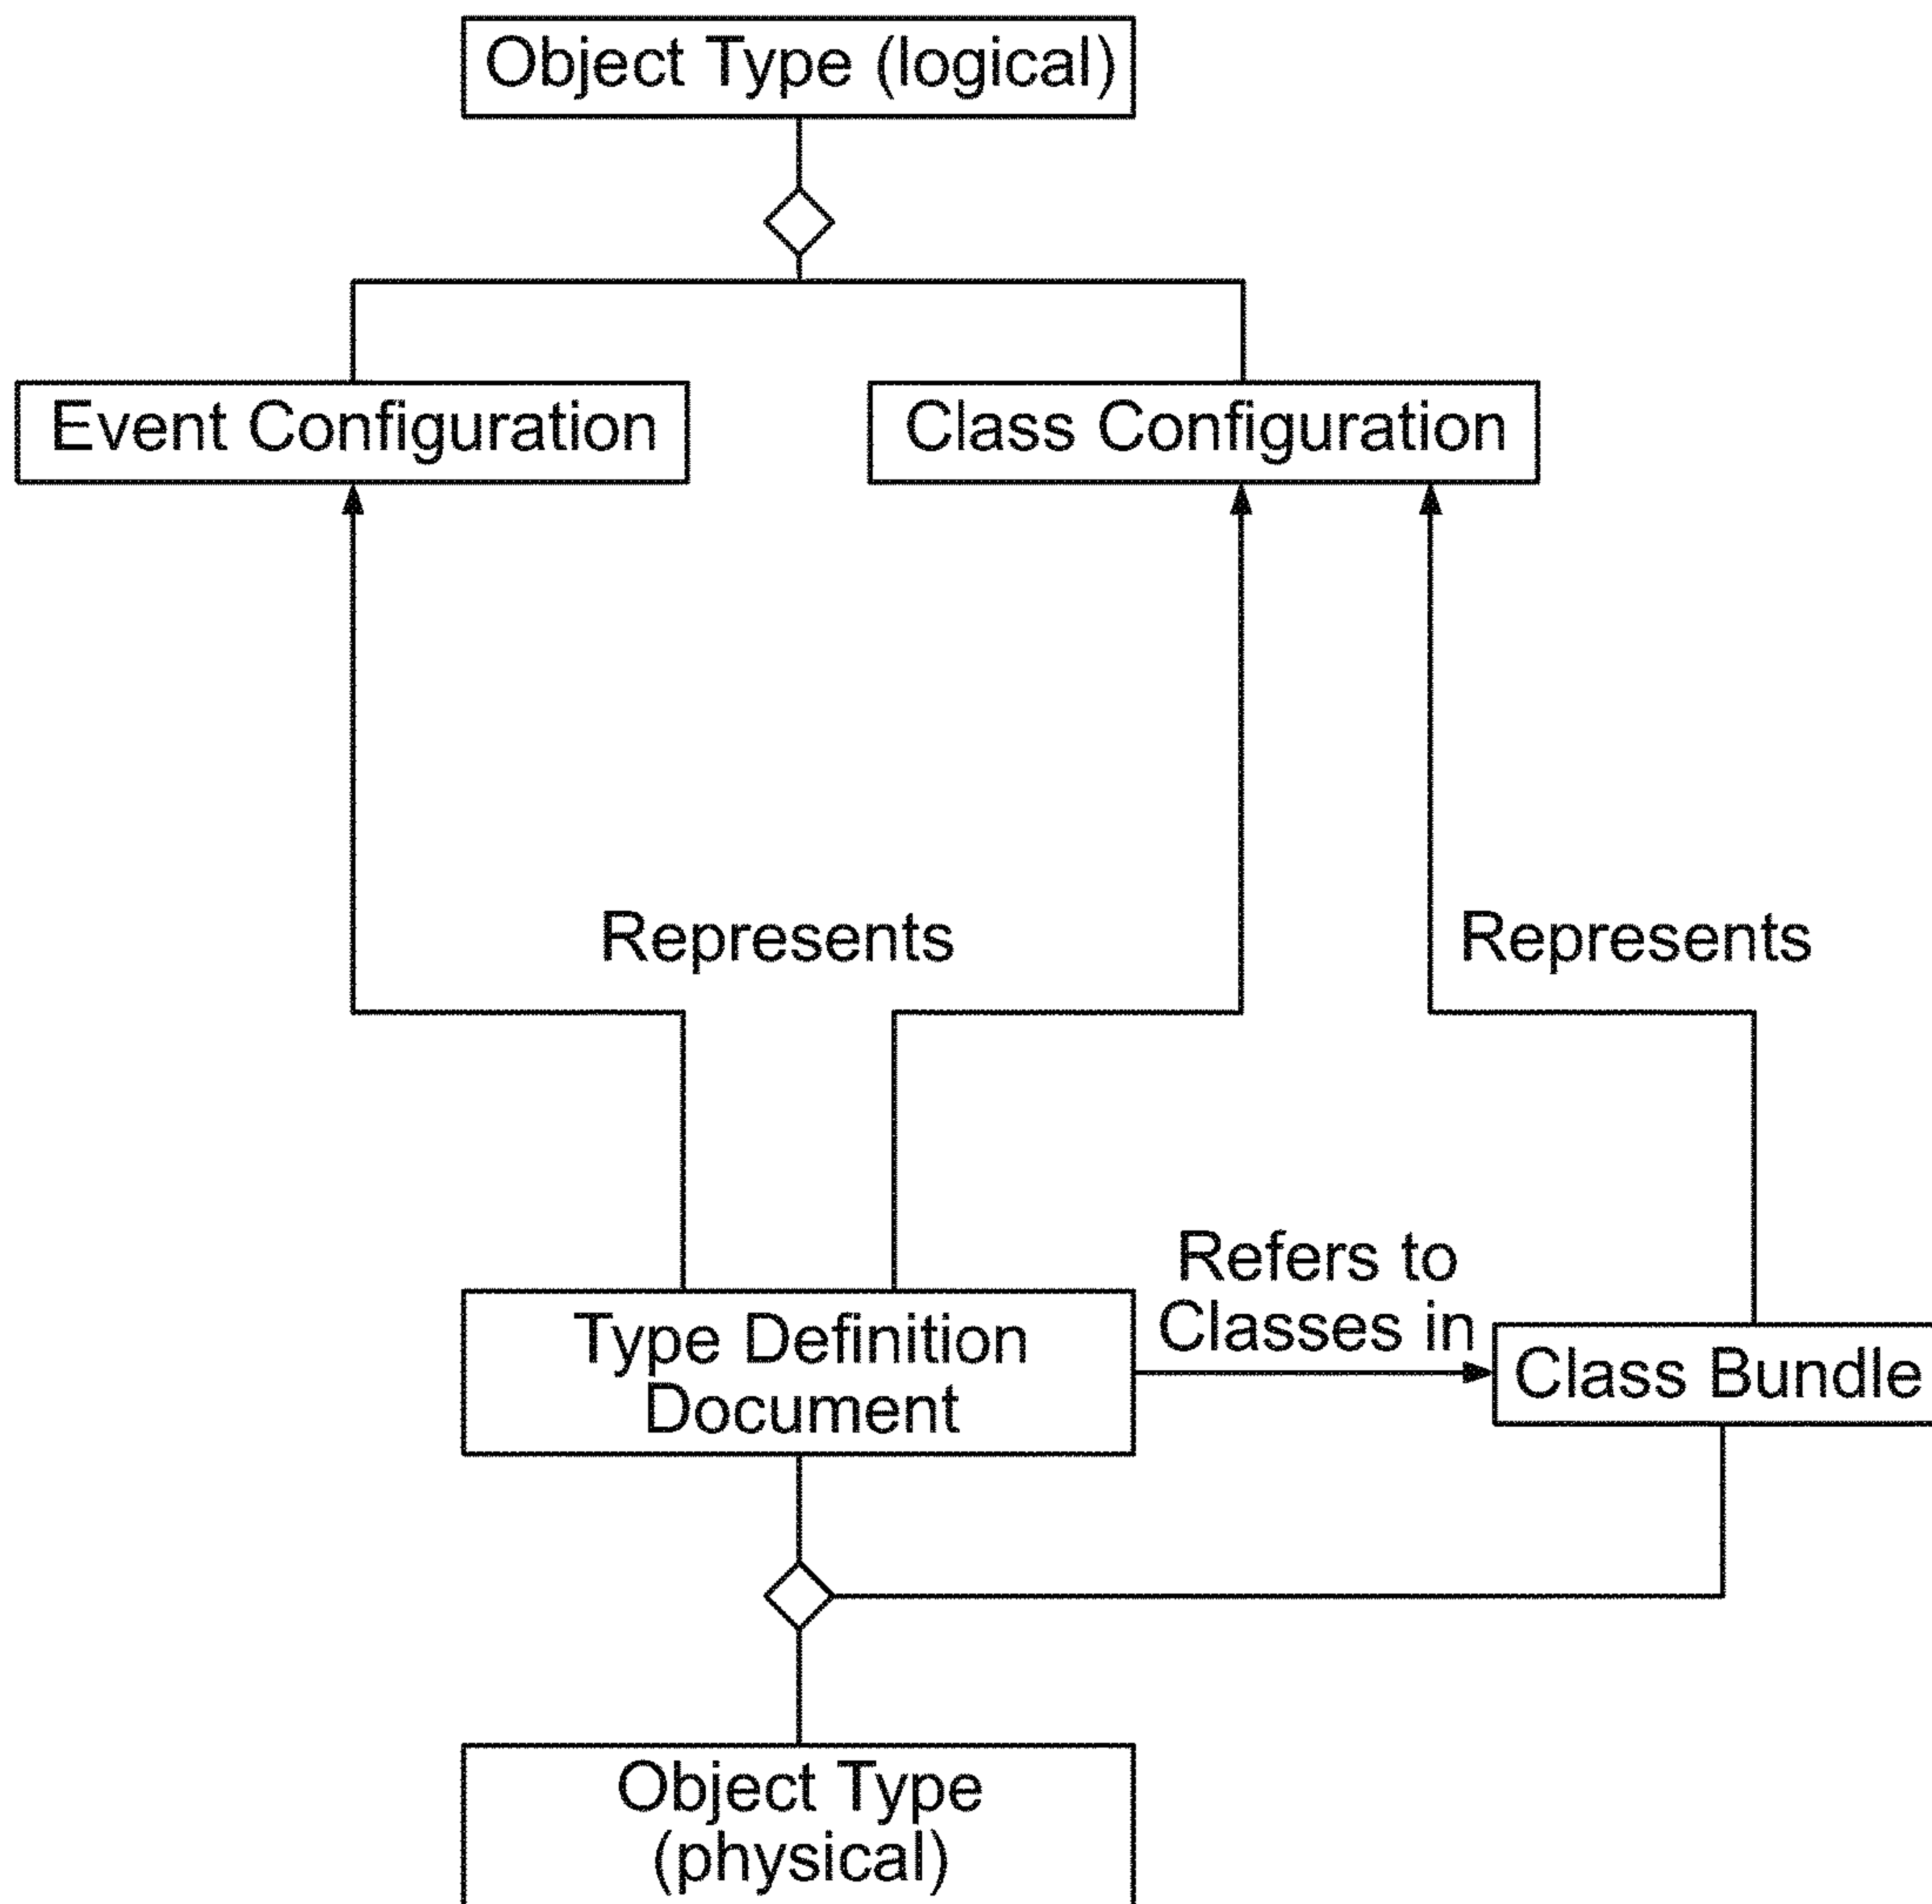 Object Type (logical)
Event Configuration
Class Configuration
Represents
Represents
Refers to
Classes in
Type Definition
Document
Class Bundle
Object Type
(physical)